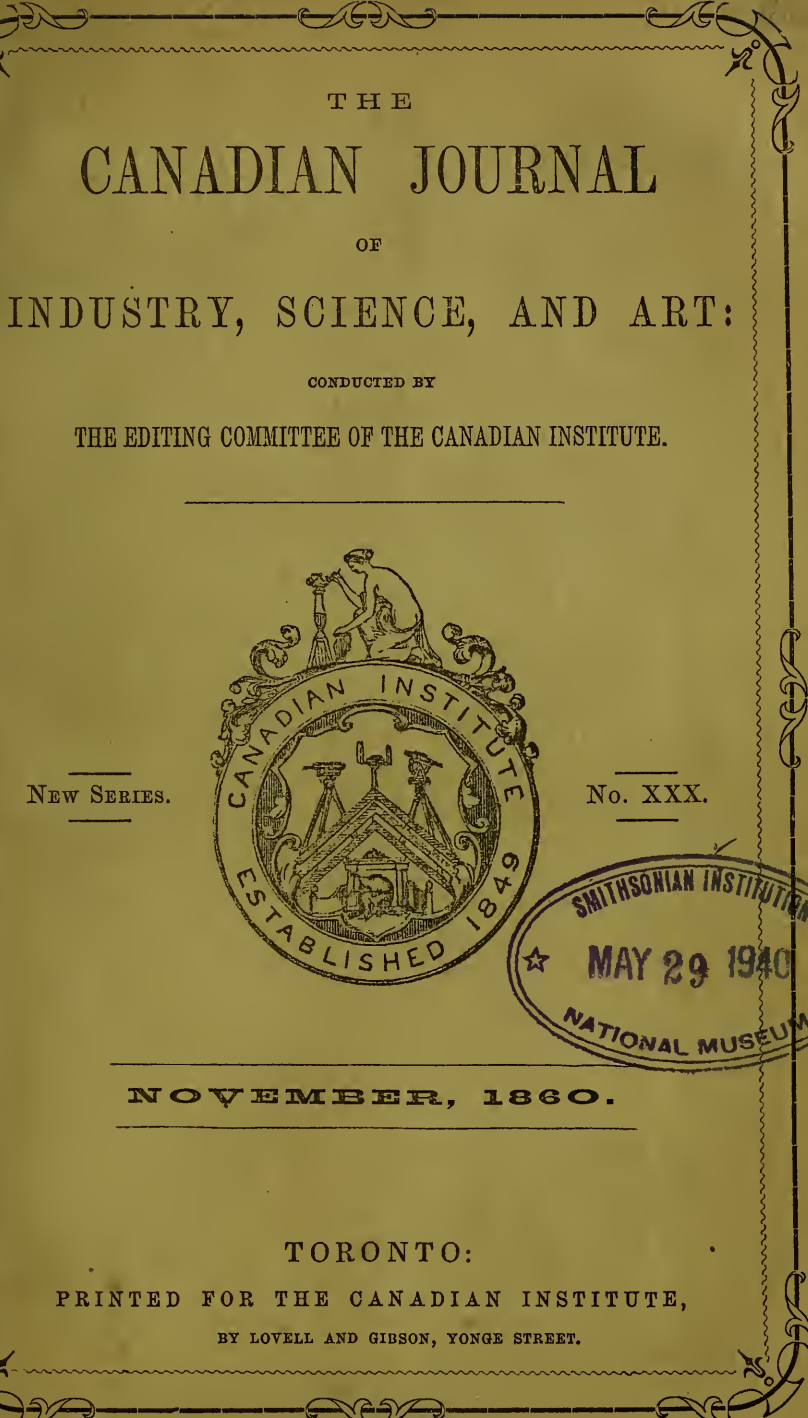 THE
CANADIAN JOURNAL
OF
INDUSTRY, SCIENCE, AND ART:
CONDUCTED BY
THE EDITING COMMITTEE OF THE CANADIAN INSTITUTE.
CANADIAN INSTITUTE
ESTABLISHED 1849
NEW SERIES.
No. XXX.
SMITHSONIAN INSTITUTION
MAY 29 1940
NATIONAL MUSEUM
NOVEMBER, 1860.
TORONTO:
PRINTED FOR THE CANADIAN INSTITUTE,
BY LOVELL AND GIBSON, YONGE STREET.